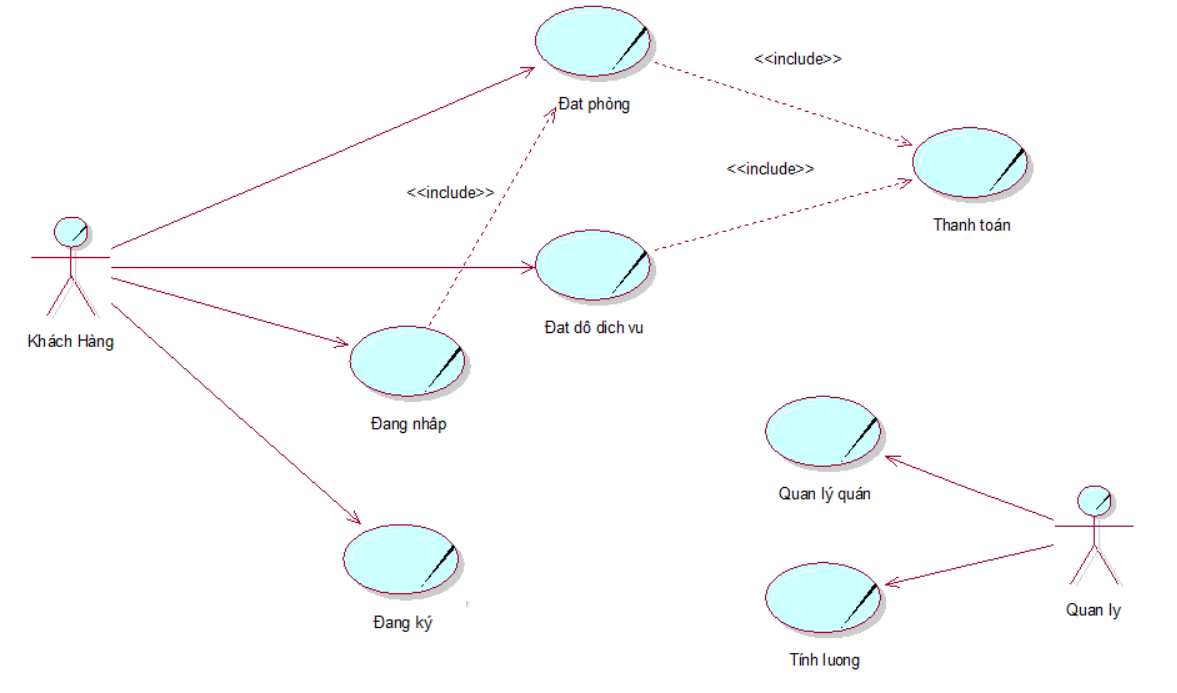 <<include>>
Đat phòng
<<include>>
<<include>>
Thanh toán
Khách Hàng
Đat dô dich vu
Đang nhâp
Quan lý quán
Đang ký
Quan ly
Tính luong